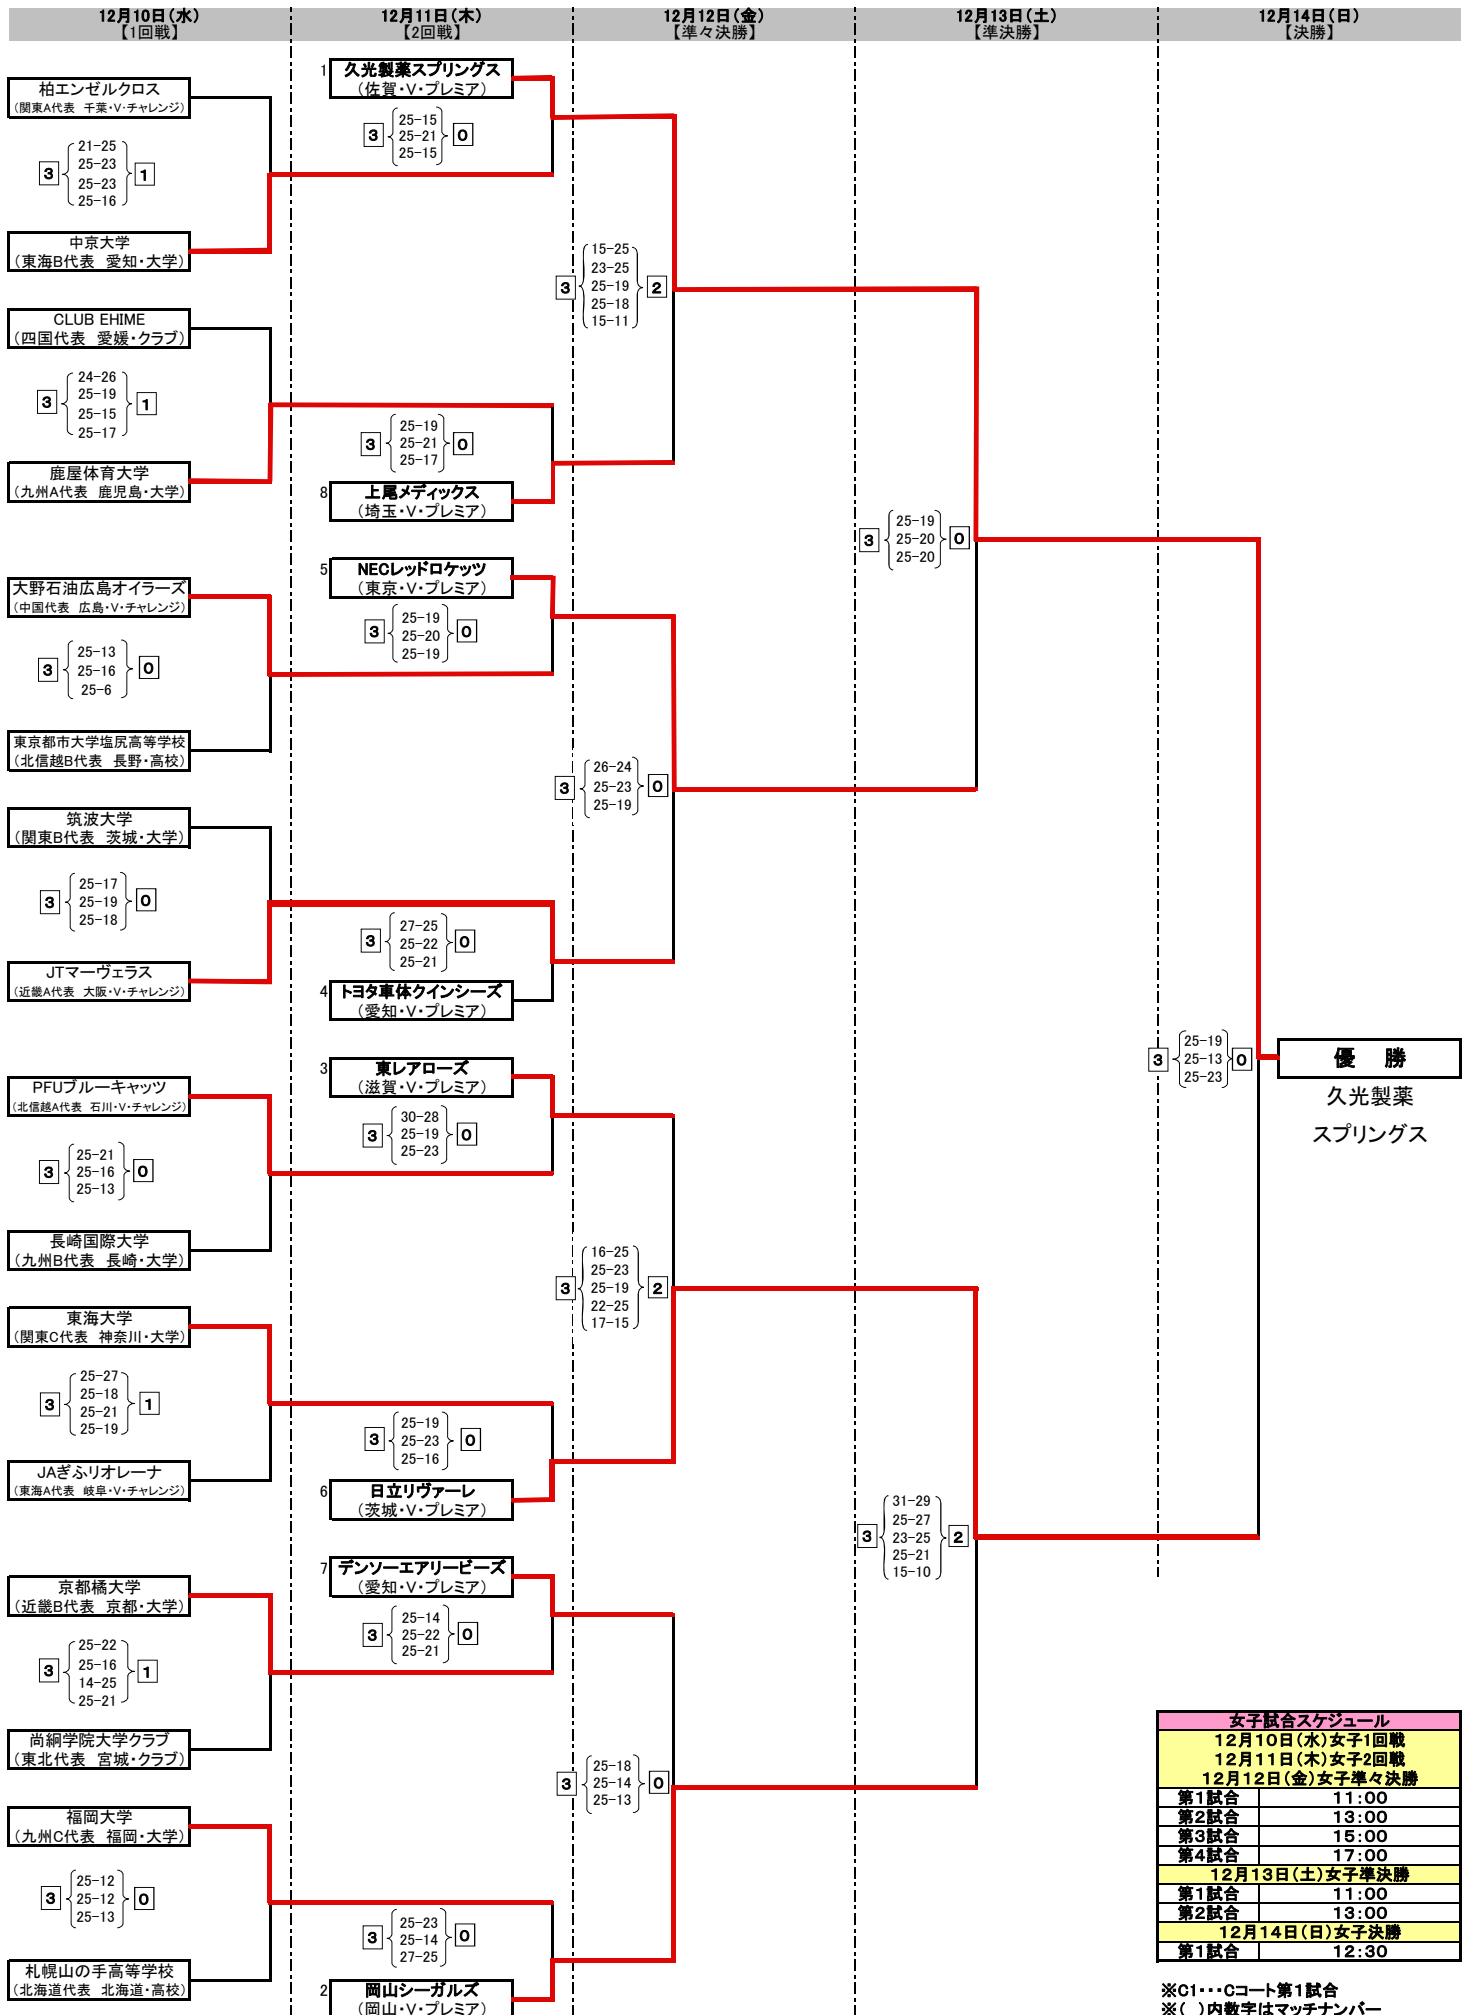 12月10日(水) 12月11日(木) 12月12日(金) 12月13日(土) 12月14日(日)
【1回戦】 【2回戦】 【準々決勝】 【準決勝】 【決勝】
柏エンゼルクロス
(関東A代表 千葉・V・チャレンジ)
3 21-25 1
25-23
25-23
25-16
中京大学
(東海B代表 愛知・大学)
CLUB EHIME
(四国代表 愛媛・クラブ)
3 24-26 1
25-19
25-15
25-17
鹿屋体育大学
(九州A代表 鹿児島・大学)
大野石油広島オイラーズ
(中国代表 広島・V・チャレンジ)
3 25-13 0
25-16
25-6
東京都市大学塩尻高等学校
(北信越B代表 長野・高校)
筑波大学
(関東B代表 茨城・大学)
3 25-17 0
25-19
25-18
JTマーヴェラス
(近畿A代表 大阪・V・チャレンジ)
PFUブルーキャッツ
(北信越A代表 石川・V・チャレンジ)
3 25-21 0
25-16
25-13
長崎国際大学
(九州B代表 長崎・大学)
東海大学
(関東C代表 神奈川・大学)
3 25-27 1
25-18
25-21
25-19
JAぎふリオレーナ
(東海A代表 岐阜・V・チャレンジ)
京都橘大学
(近畿B代表 京都・大学)
3 25-22 1
25-16
14-25
25-21
尚絅学院大学クラブ
(東北代表 宮城・クラブ)
福岡大学
(九州C代表 福岡・大学)
3 25-12 0
25-12
25-13
札幌山の手高等学校
(北海道代表 北海道・高校)
1 久光製薬スプリングス
(佐賀・V・プレミア)
3 25-15 0
25-21
25-15
3 25-19 0
25-21
25-17
8 上尾メディックス
(埼玉・V・プレミア)
5 NECレッドロケッツ
(東京・V・プレミア)
3 25-19 0
25-20
25-19
3 27-25 0
25-22
25-21
4 トヨタ車体クインシーズ
(愛知・V・プレミア)
3 東レアローズ
(滋賀・V・プレミア)
3 30-28 0
25-19
25-23
3 25-19 0
25-23
25-16
6 日立リヴァーレ
(茨城・V・プレミア)
7 デンソーエアリービーズ
(愛知・V・プレミア)
3 25-14 0
25-22
25-21
3 25-23 0
25-14
27-25
2 岡山シーガルズ
(岡山・V・プレミア)
3 15-25 2
23-25
25-19
25-18
15-11
3 26-24 0
25-23
25-19
3 16-25 2
25-23
25-19
22-25
17-15
3 25-18 0
25-14
25-13
3 25-19 0
25-20
25-20
3 31-29 2
25-27
23-25
25-21
15-10
3 25-19 0
25-13
25-23
優 勝
久光製薬
スプリングス
女子試合スケジュール
12月10日(水)女子1回戦
12月11日(木)女子2回戦
12月12日(金)女子準々決勝
第1試合 11:00
第2試合 13:00
第3試合 15:00
第4試合 17:00
12月13日(土)女子準決勝
第1試合 11:00
第2試合 13:00
12月14日(日)女子決勝
第1試合 12:30
※C1・・・Cコート第1試合
※( )内数字はマッチナンバー